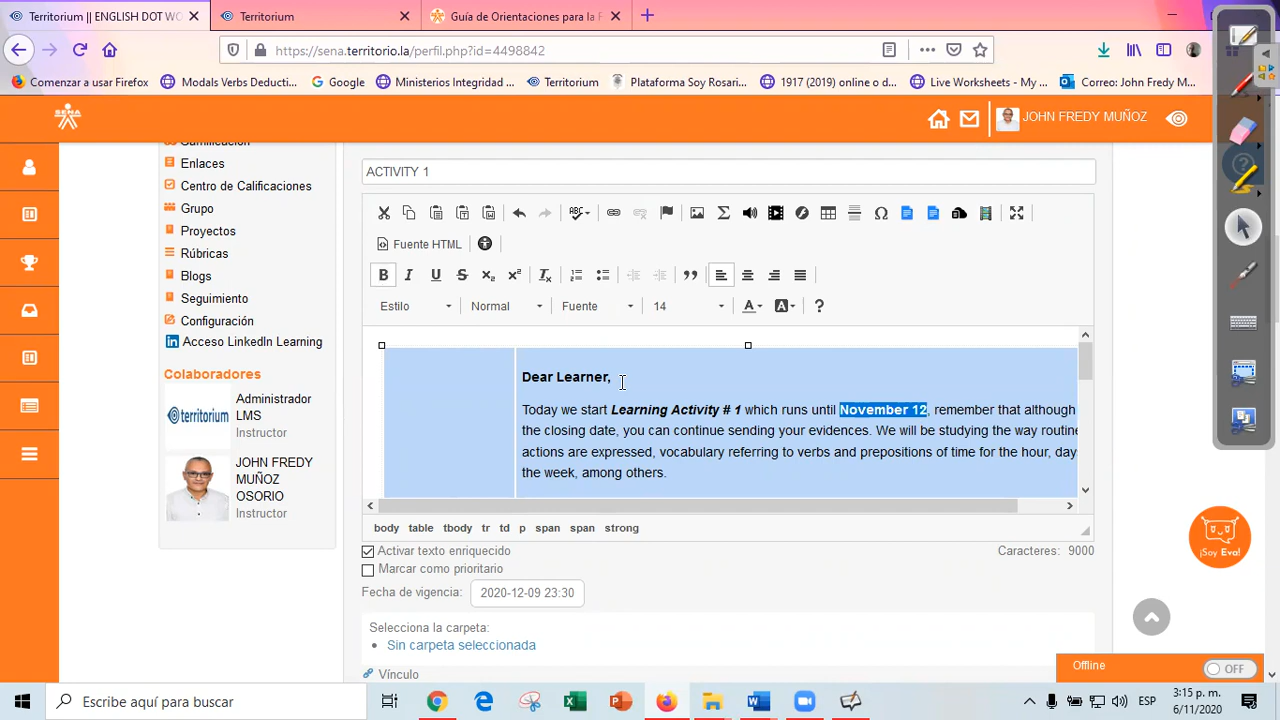 Territorium || ENGLISH DOT WO
Territorium
Guía de Orientaciones para la F
https://sena.territorio.la/perfil.php?id=4498842
Comenzar a usar Firefox
Modals Verbs Deducti...
Google
Ministerios Integridad ...
Territorium
Plataforma Soy Rosari...
1917 (2019) online o d...
Live Worksheets - My ...
Correo: John Fredy M...
SENA
JOHN FREDY MUÑOZ
Gamificación
Enlaces
Centro de Calificaciones
Grupo
Proyectos
Rúbricas
Blogs
Seguimiento
Configuración
Acceso LinkedIn Learning
Colaboradores
territorium
Administrador
LMS
Instructor
JOHN FREDY
MUÑOZ
OSORIO
Instructor
ACTIVITY 1
Fuente HTML
Estilo
Normal
Fuente
14
Dear Learner,
Today we start Learning Activity # 1 which runs until November 12, remember that although
the closing date, you can continue sending your evidences. We will be studying the way routine
actions are expressed, vocabulary referring to verbs and prepositions of time for the hour, day
the week, among others.
body table tbody tr td p span span strong
Activar texto enriquecido
Caracteres: 9000
Marcar como prioritario
Fecha de vigencia:
2020-12-09 23:30
Selecciona la carpeta:
Sin carpeta seleccionada
Vínculo
¡Soy Eva!
Offline
OFF
Escribe aquí para buscar
ESP
3:15 p. m.
6/11/2020